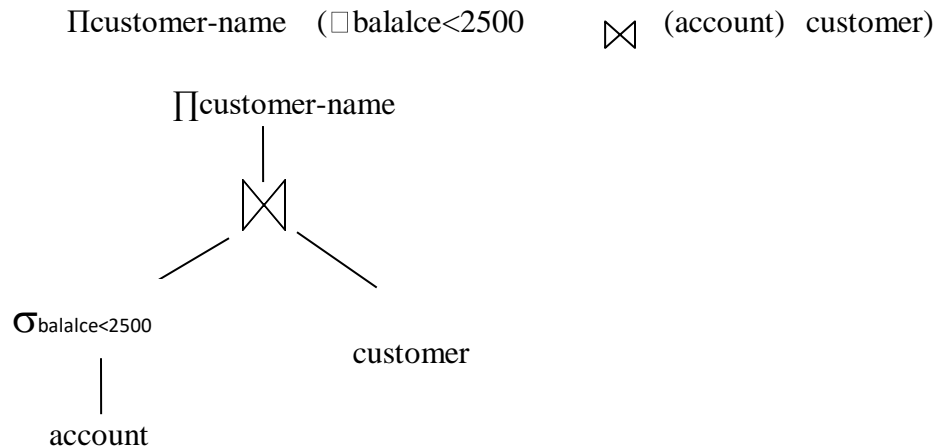 Πcustomer-name (□balalce<2500 ⋈ (account) customer)
∏customer-name
⋈
σbalalce<2500
customer
account